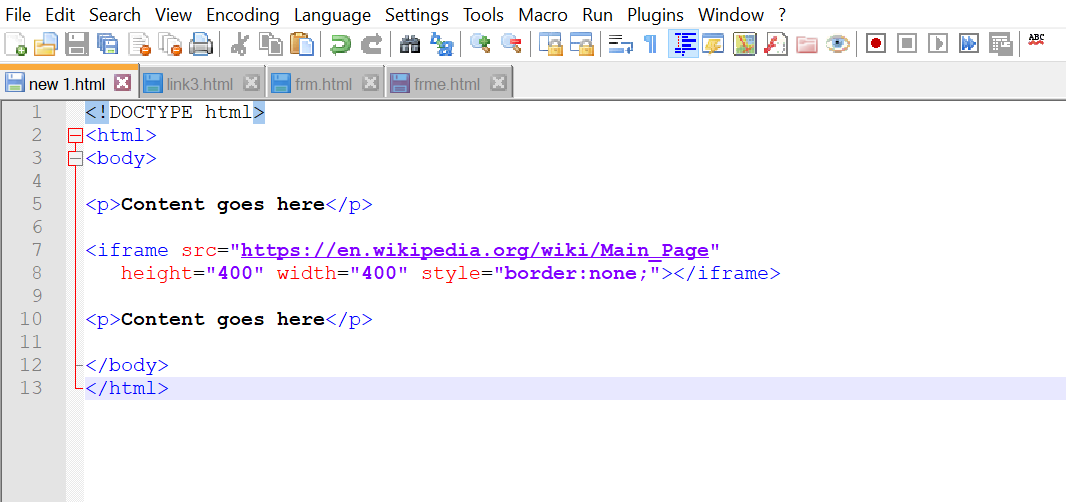 File Edit Search View Encoding Language Settings Tools Macro Run Plugins Window ?
ABC
new 1.html link3.html frm.html frme.html
1 <!DOCTYPE html>
2 <html>
3 <body>
4
5 <p>Content goes here</p>
6
7 <iframe src="https://en.wikipedia.org/wiki/Main_Page"
8 height="400" width="400" style="border:none;"></iframe>
9
10 <p>Content goes here</p>
11
12 </body>
13 </html>